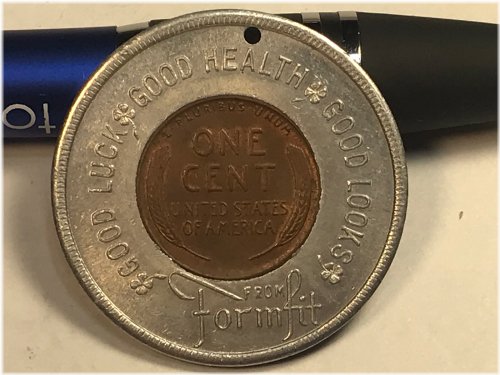 GOOD LUCK GOOD HEALTH GOOD LOOKS
FROM
formfit
E PLURIBUS UNUM
ONE
CENT
UNITED STATES
OF AMERICA
to